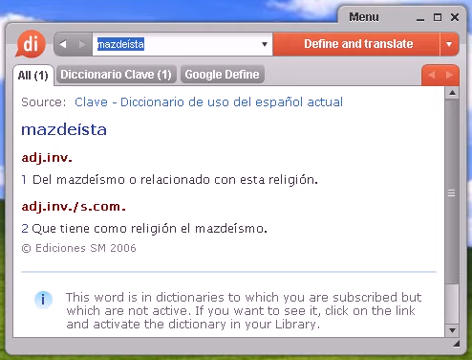 Menu
di
mazdeísta
Define and translate
All (1)
Diccionario Clave (1)
Google Define
Source: Clave - Diccionario de uso del español actual
mazdeísta
adj.inv.
1 Del mazdeísmo o relacionado con esta religión.
adj.inv./s.com.
2 Que tiene como religión el mazdeísmo.
© Ediciones SM 2006
i
This word is in dictionaries to which you are subscribed but
which are not active. If you want to see it, click on the link
and activate the dictionary in your Library.